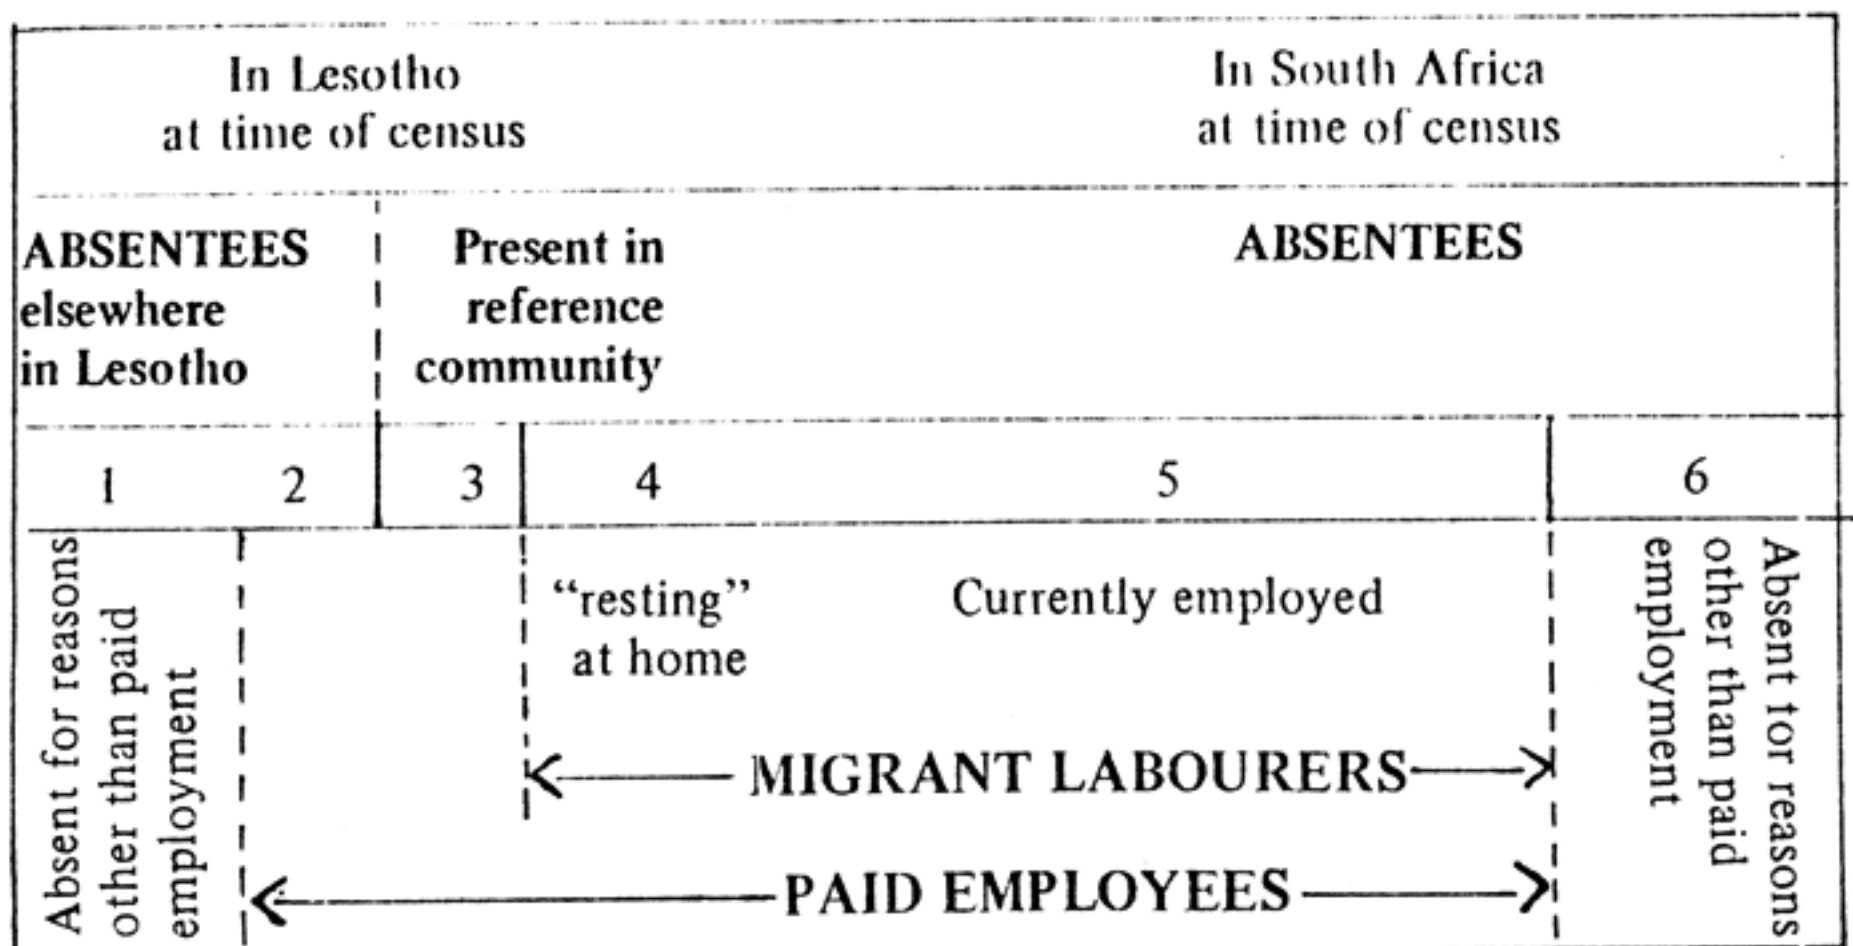 In Lesotho
at time of census
In South Africa
at time of census
ABSENTEES
elsewhere
in Lesotho
Present in
reference
community
ABSENTEES
1 2 3 4 5 6
Absent for reasons
other than paid
employment
"resting"
at home
Currently employed
MIGRANT LABOURERS
PAID EMPLOYEES
Absent tor reasons
other than paid
employment